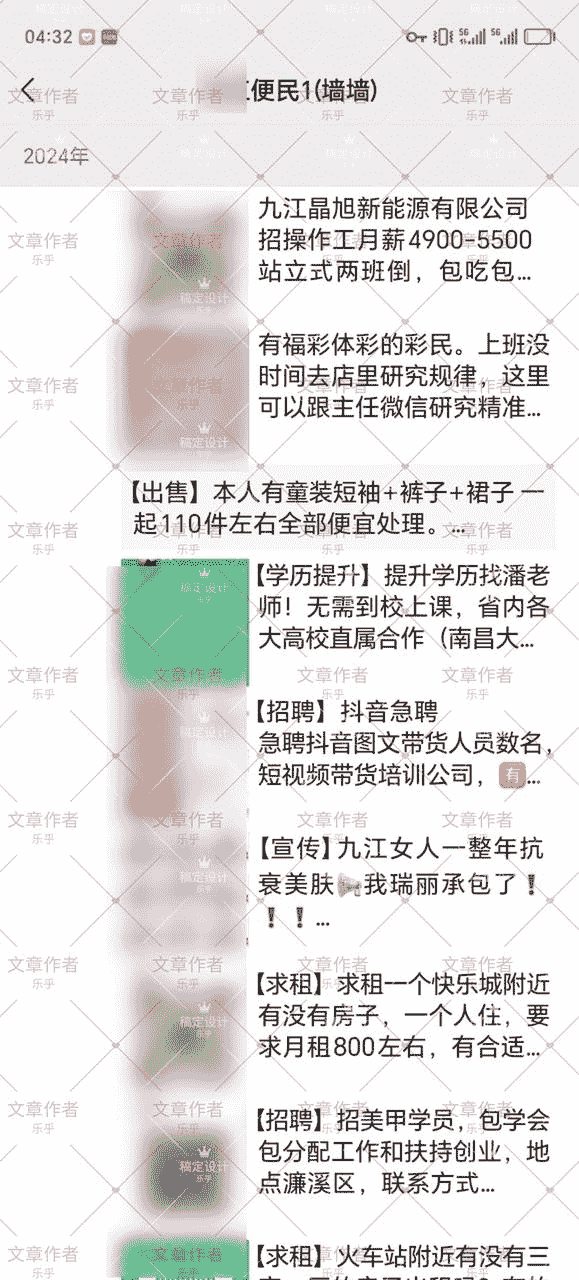 04:32
便民1(墙墙)
2024年
九江晶旭新能源有限公司
招操作工月薪4900-5500
站立式两班倒，包吃包...
有福彩体彩的彩民。上班没
时间去店里研究规律，这里
可以跟主任微信研究精准...
【出售】本人有童装短袖+裤子+裙子 一
起110件左右全部便宜处理。...
【学历提升】提升学历找潘老
师！无需到校上课，省内各
大高校直属合作（南昌大...
【招聘】抖音急聘
急聘抖音图文带货人员数名，
短视频带货培训公司，有...
【宣传】九江女人一整年抗
衰美肤📢我瑞丽承包了❗
❗❗...
【求租】求租一个快乐城附近
有没有房子，一个人住，要
求月租800左右，有合适...
【招聘】招美甲学员，包学会
包分配工作和扶持创业，地
点濂溪区，联系方式...
【求租】火车站附近有没有三
文章作者
乐乎
稿定设计